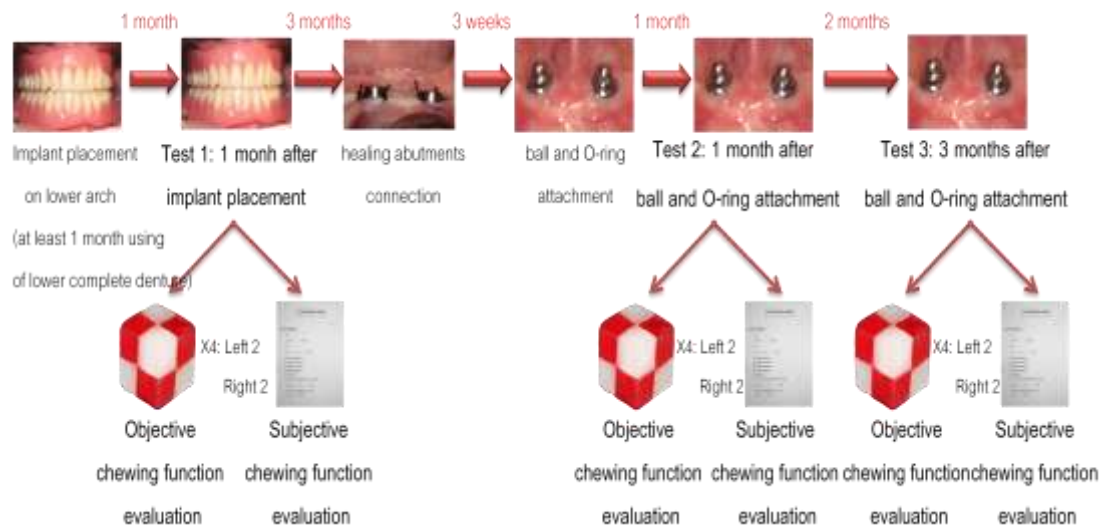 1 month
3 months
3 weeks
1 month
2 months
Implant placement
on lower arch
(at least 1 month using
of lower complete denture)
Test 1: 1 monh after
implant placement
healing abutments
connection
ball and O-ring
attachment
Test 2: 1 month after
ball and O-ring attachment
Test 3: 3 months after
ball and O-ring attachment
X4: Left 2
Right 2
Objective
chewing function
evaluation
Subjective
chewing function
evaluation
X4: Left 2
Right 2
Objective
chewing function
evaluation
Subjective
chewing function
evaluation
X4: Left 2
Right 2
Objective
chewing function
evaluation
Subjective
chewing function
evaluation